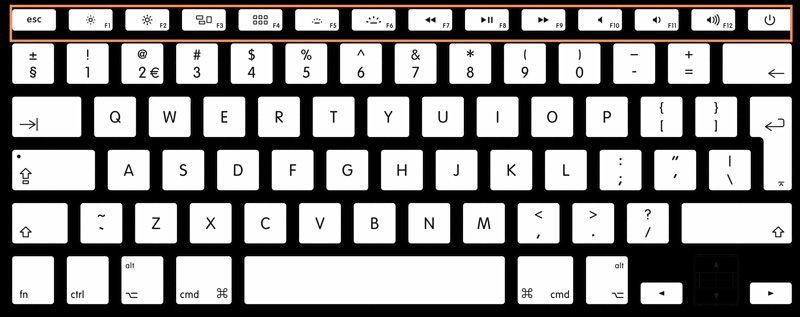 esc F1 F2 F3 F4 F5 F6 F7 F8 F9 F10 F11 F12
± ! @ # $ % ^ & * ( ) – +
§ 1 2 € 3 4 5 6 7 8 9 0 - =
Q W E R T Y U I O P { }
[ ]
A S D F G H J K L : " |
; ' \
~ Z X C V B N M < > ?
` , . /
alt alt
fn ctrl cmd ⌘ ⌘ cmd